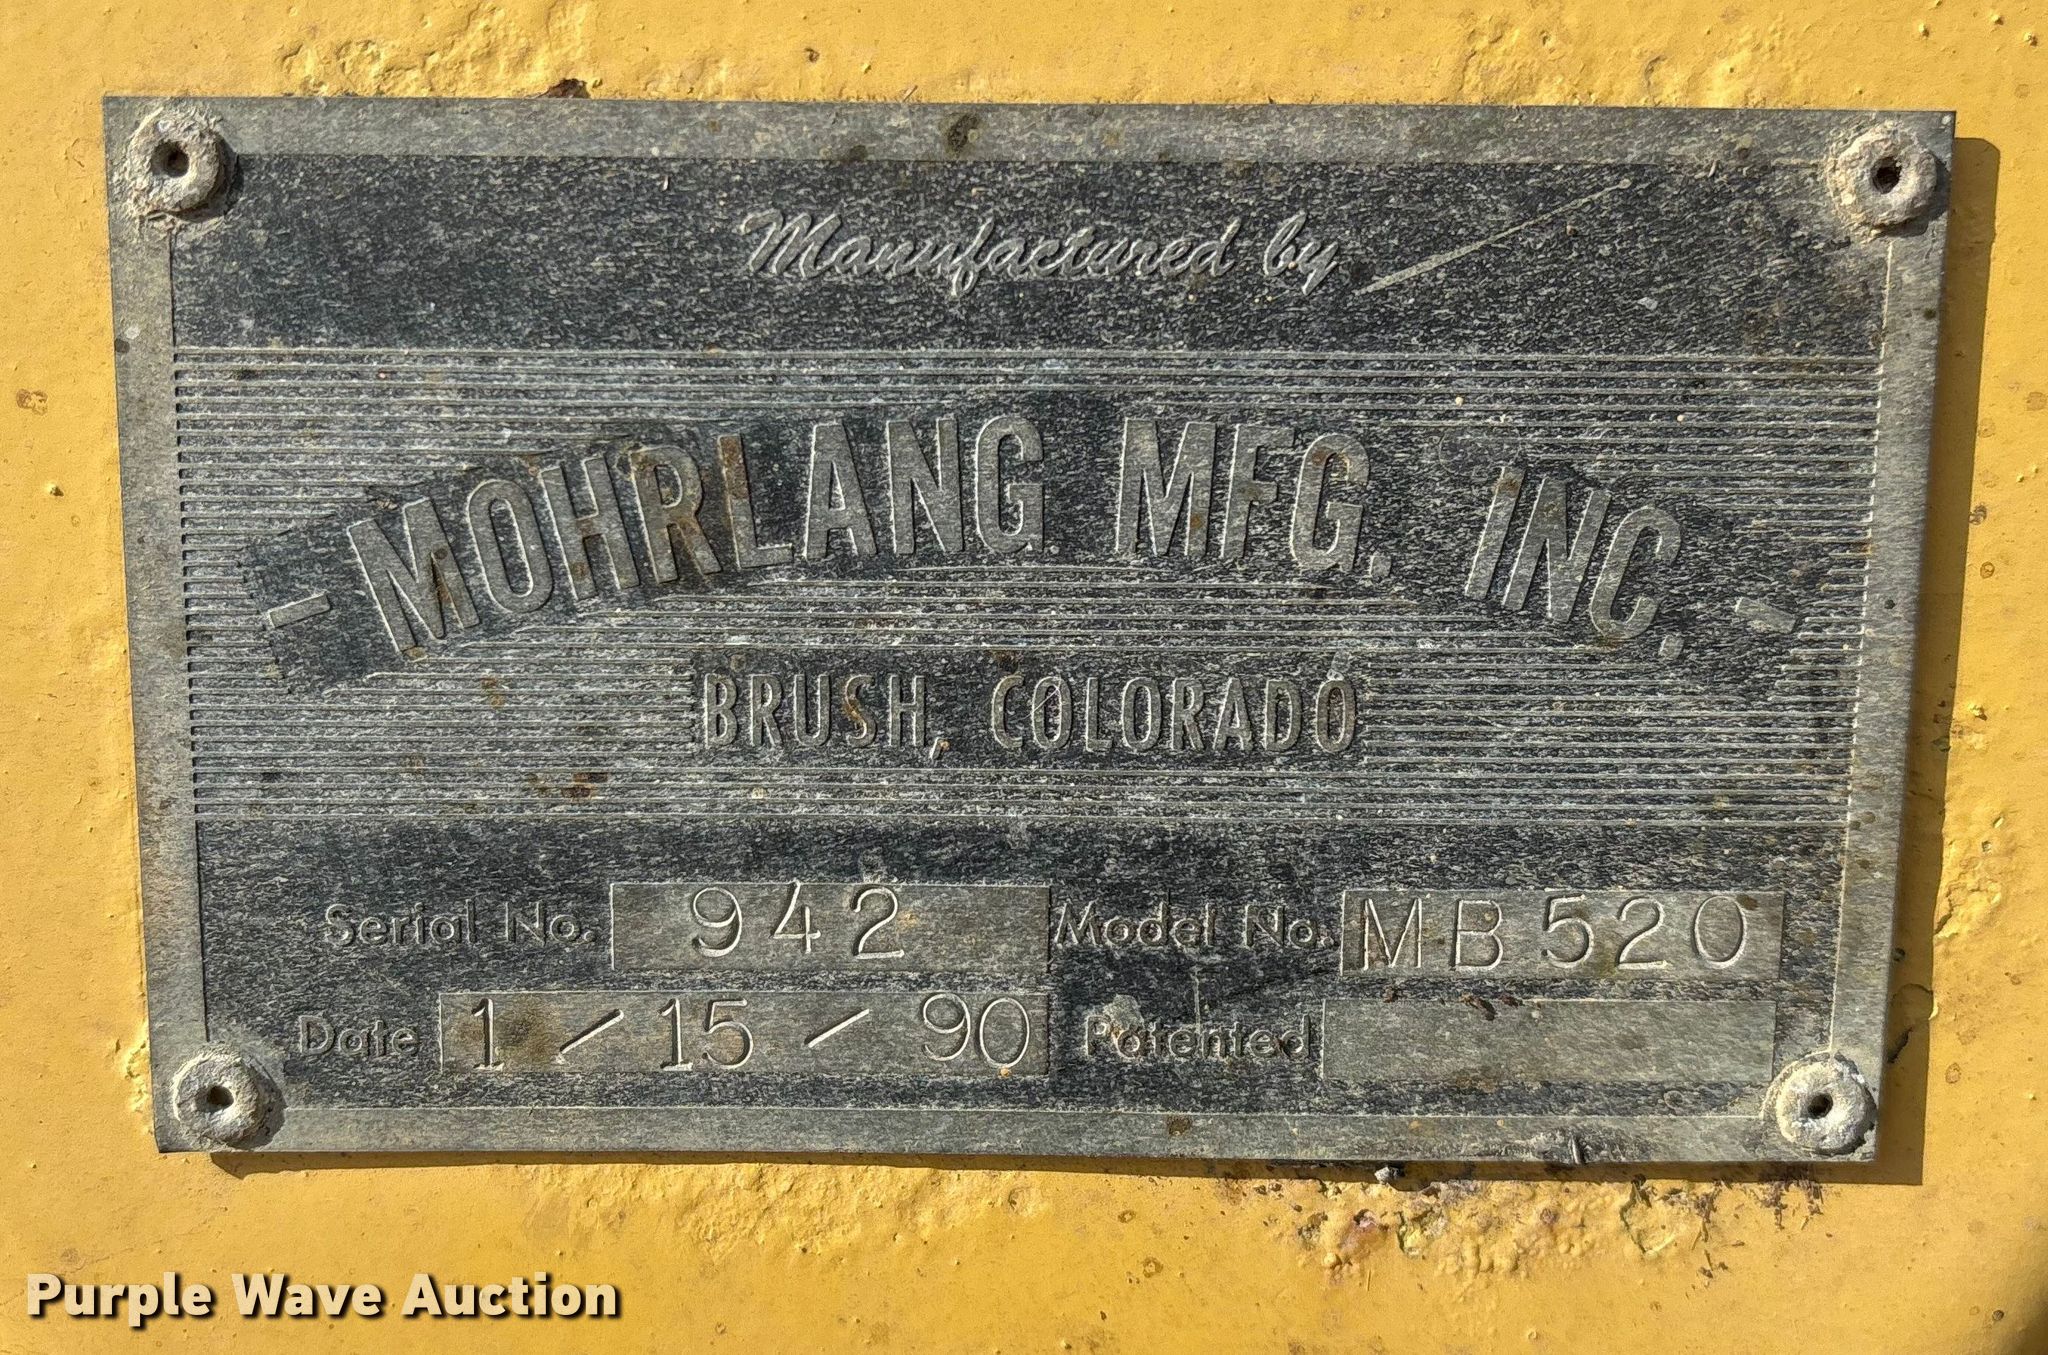 Manufactured by
- MOHRLANG MFG. INC. -
BRUSH, COLORADO
Serial No. 942 Model No. MB520
Date 1/15/90 Patented
Purple Wave Auction